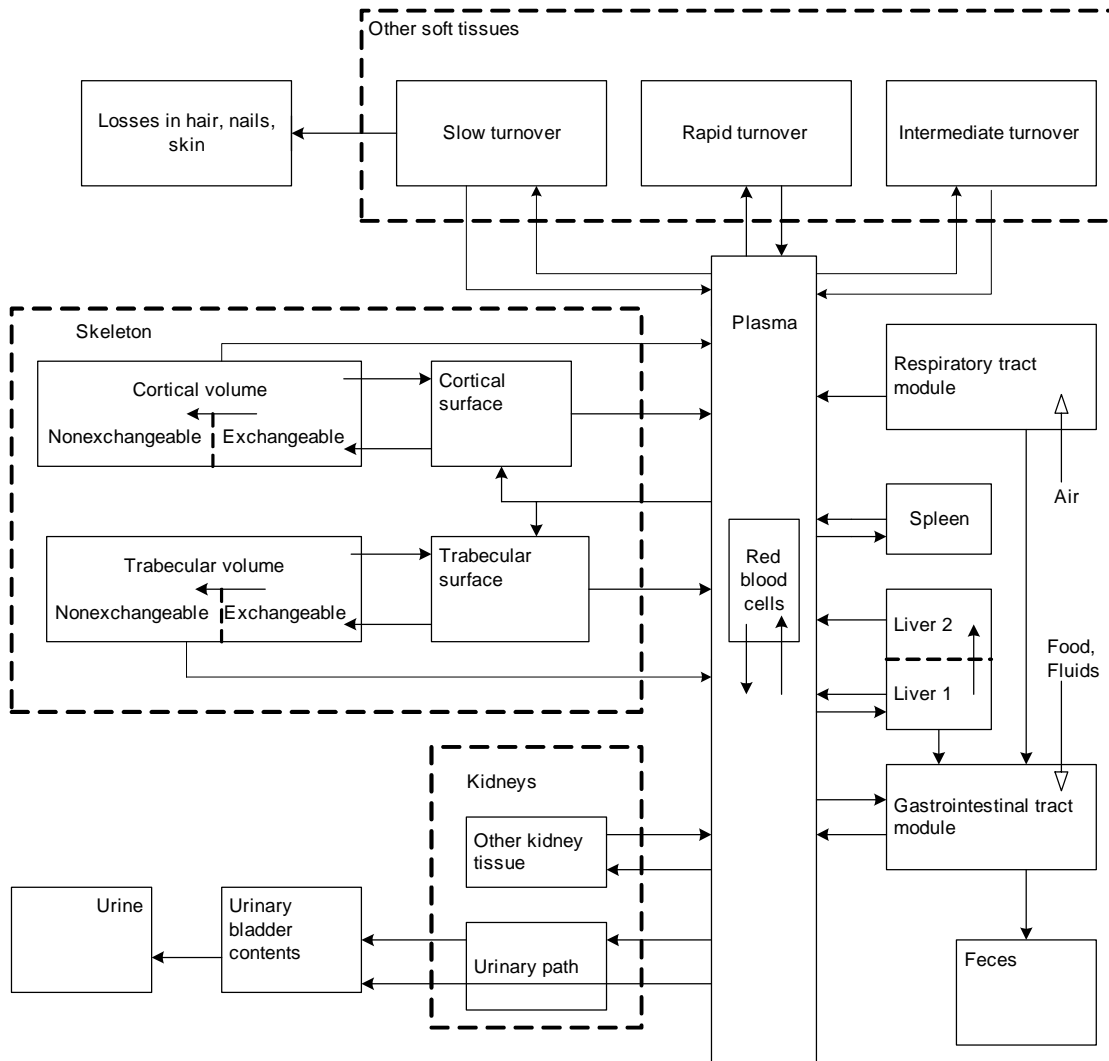 Other soft tissues
Losses in hair, nails,
skin
Slow turnover
Rapid turnover
Intermediate turnover
Skeleton
Plasma
Cortical volume
Nonexchangeable
Exchangeable
Cortical
surface
Respiratory tract
module
Air
Trabecular volume
Nonexchangeable
Exchangeable
Trabecular
surface
Red
blood
cells
Spleen
Liver 2
Liver 1
Food,
Fluids
Kidneys
Other kidney
tissue
Gastrointestinal tract
module
Urine
Urinary
bladder
contents
Urinary path
Feces